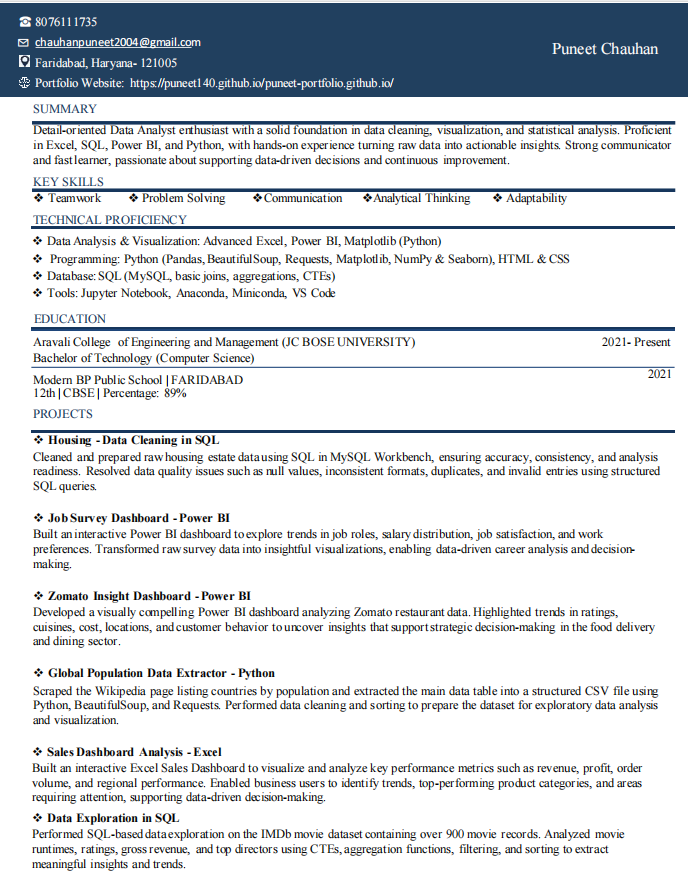 8076111735
chauhanpuneet2004@gmail.com
Faridabad, Haryana- 121005
Portfolio Website: https://puneet140.github.io/puneet-portfolio.github.io/
Puneet Chauhan
SUMMARY
Detail-oriented Data Analyst enthusiast with a solid foundation in data cleaning, visualization, and statistical analysis. Proficient
in Excel, SQL, Power BI, and Python, with hands-on experience turning raw data into actionable insights. Strong communicator
and fast learner, passionate about supporting data-driven decisions and continuous improvement.
KEY SKILLS
❖ Teamwork ❖ Problem Solving ❖Communication ❖Analytical Thinking ❖ Adaptability
TECHNICAL PROFICIENCY
❖ Data Analysis & Visualization: Advanced Excel, Power BI, Matplotlib (Python)
❖ Programming: Python (Pandas, BeautifulSoup, Requests, Matplotlib, NumPy & Seaborn), HTML & CSS
❖ Database: SQL (MySQL, basic joins, aggregations, CTEs)
❖ Tools: Jupyter Notebook, Anaconda, Miniconda, VS Code
EDUCATION
Aravali College of Engineering and Management (JC BOSE UNIVERSITY) 2021- Present
Bachelor of Technology (Computer Science)
Modern BP Public School | FARIDABAD 2021
12th | CBSE | Percentage: 89%
PROJECTS
❖ Housing - Data Cleaning in SQL
Cleaned and prepared raw housing estate data using SQL in MySQL Workbench, ensuring accuracy, consistency, and analysis
readiness. Resolved data quality issues such as null values, inconsistent formats, duplicates, and invalid entries using structured
SQL queries.
❖ Job Survey Dashboard - Power BI
Built an interactive Power BI dashboard to explore trends in job roles, salary distribution, job satisfaction, and work
preferences. Transformed raw survey data into insightful visualizations, enabling data-driven career analysis and decision-
making.
❖ Zomato Insight Dashboard - Power BI
Developed a visually compelling Power BI dashboard analyzing Zomato restaurant data. Highlighted trends in ratings,
cuisines, cost, locations, and customer behavior to uncover insights that support strategic decision-making in the food delivery
and dining sector.
❖ Global Population Data Extractor - Python
Scraped the Wikipedia page listing countries by population and extracted the main data table into a structured CSV file using
Python, BeautifulSoup, and Requests. Performed data cleaning and sorting to prepare the dataset for exploratory data analysis
and visualization.
❖ Sales Dashboard Analysis - Excel
Built an interactive Excel Sales Dashboard to visualize and analyze key performance metrics such as revenue, profit, order
volume, and regional performance. Enabled business users to identify trends, top-performing product categories, and areas
requiring attention, supporting data-driven decision-making.
❖ Data Exploration in SQL
Performed SQL-based data exploration on the IMDb movie dataset containing over 900 movie records. Analyzed movie
runtimes, ratings, gross revenue, and top directors using CTEs, aggregation functions, filtering, and sorting to extract
meaningful insights and trends.